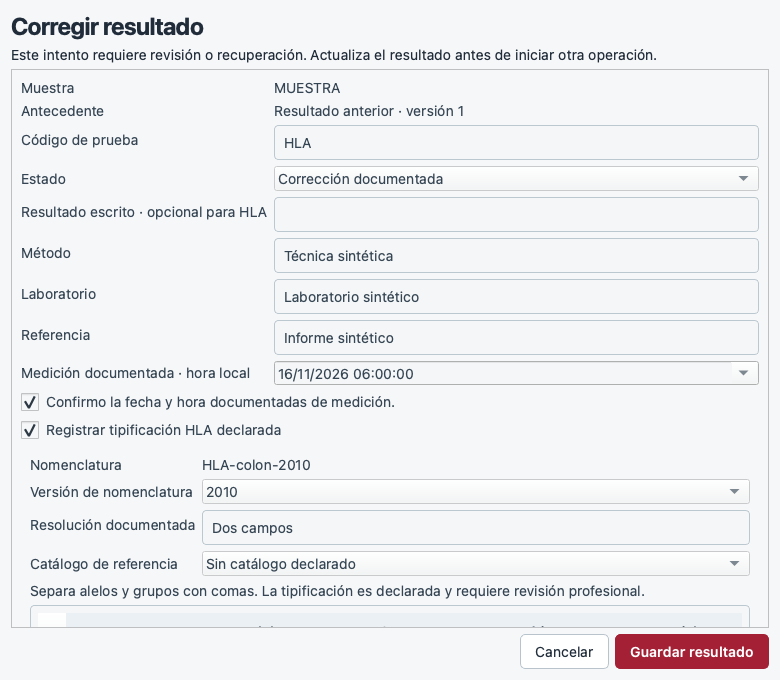 Corregir resultado
Este intento requiere revisión o recuperación. Actualiza el resultado antes de iniciar otra operación.
Muestra MUESTRA
Antecedente Resultado anterior · versión 1
Código de prueba HLA
Estado Corrección documentada
Resultado escrito · opcional para HLA
Método Técnica sintética
Laboratorio Laboratorio sintético
Referencia Informe sintético
Medición documentada · hora local 16/11/2026 06:00:00
Confirmo la fecha y hora documentadas de medición.
Registrar tipificación HLA declarada
Nomenclatura HLA-colon-2010
Versión de nomenclatura 2010
Resolución documentada Dos campos
Catálogo de referencia Sin catálogo declarado
Separa alelos y grupos con comas. La tipificación es declarada y requiere revisión profesional.
Cancelar Guardar resultado